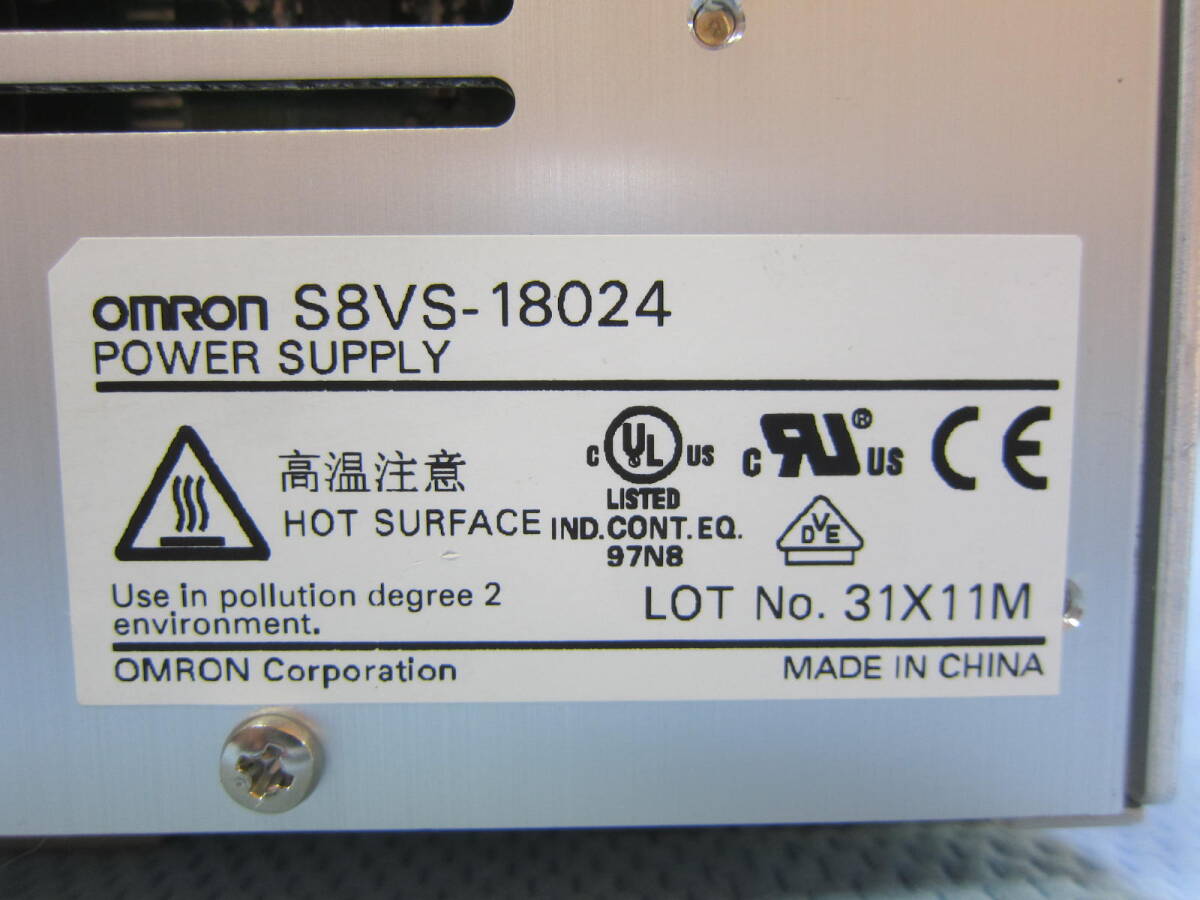 OMRON S8VS-18024
POWER SUPPLY
高温注意
HOT SURFACE
C UL US
LISTED
IND.CONT.EQ.
97N8
C RU® US
CE
DVE
Use in pollution degree 2
environment.
LOT No. 31X11M
OMRON Corporation
MADE IN CHINA